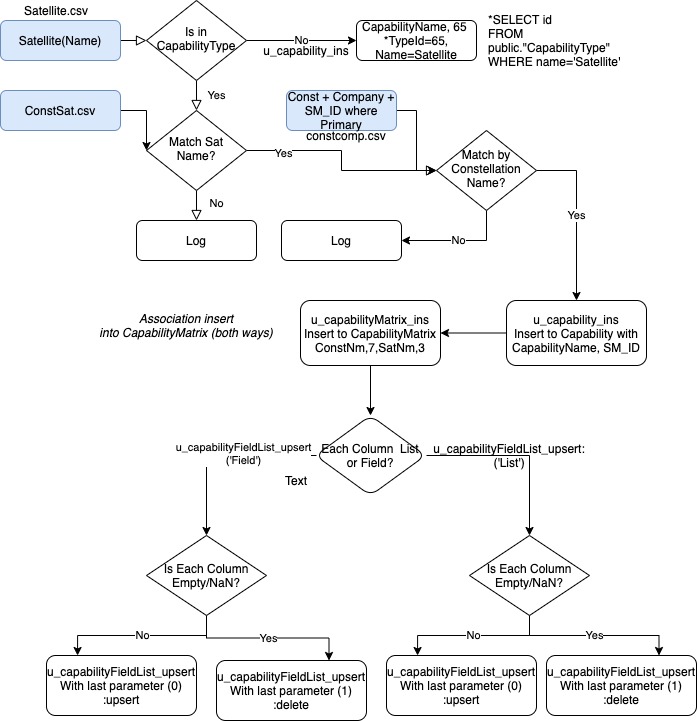 Satellite.csv
Satellite(Name)
Is in
CapabilityType
No
u_capability_ins
CapabilityName, 65
*TypeId=65,
Name=Satellite
*SELECT id
FROM
public."CapabilityType"
WHERE name='Satellite'
Yes
ConstSat.csv
Match Sat
Name?
Yes
Const + Company +
SM_ID where
Primary
constcomp.csv
Match by
Constellation
Name?
No
Log
Log
No
Yes
Association insert
into CapabilityMatrix (both ways)
u_capabilityMatrix_ins
Insert to CapabilityMatrix
ConstNm,7,SatNm,3
u_capability_ins
Insert to Capability with
CapabilityName, SM_ID
u_capabilityFieldList_upsert
('Field')
Text
Each Column List
or Field?
u_capabilityFieldList_upsert:
('List')
Is Each Column
Empty/NaN?
Is Each Column
Empty/NaN?
No
Yes
No
Yes
u_capabilityFieldList_upsert
With last parameter (0)
:upsert
u_capabilityFieldList_upsert
With last parameter (1)
:delete
u_capabilityFieldList_upsert
With last parameter (0)
:upsert
u_capabilityFieldList_upsert
With last parameter (1)
:delete